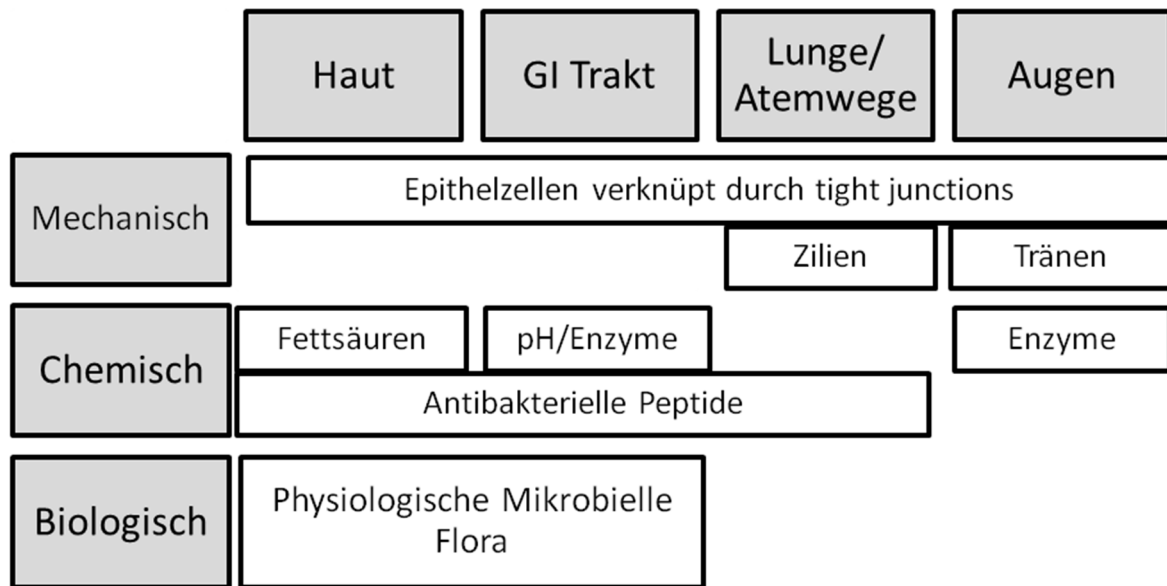 Haut
GI Trakt
Lunge/
Atemwege
Augen
Mechanisch
Epithelzellen verknüpt durch tight junctions
Zilien
Tränen
Chemisch
Fettsäuren
pH/Enzyme
Enzyme
Antibakterielle Peptide
Biologisch
Physiologische Mikrobielle
Flora